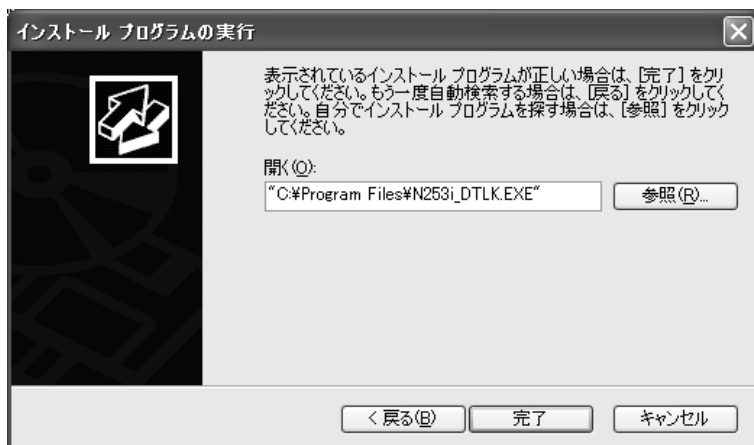 インストール プログラムの実行
表示されているインストール プログラムが正しい場合は、[完了] をクリ
ックしてください。もう一度自動検索する場合は、[戻る] をクリックしてく
ださい。自分でインストール プログラムを探す場合は、[参照] をクリック
してください。
開く(O):
"C:¥Program Files¥N253i_DTLK.EXE"
参照(R)...
< 戻る(B)
完了
キャンセル